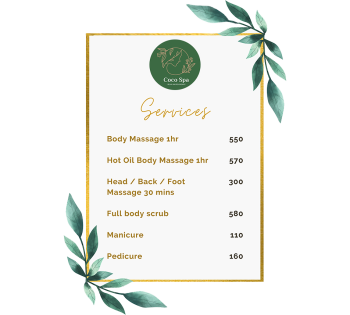 Coco Spa
Services
Body Massage 1hr 550
Hot Oil Body Massage 1hr 570
Head / Back / Foot 300
Massage 30 mins
Full body scrub 580
Manicure 110
Pedicure 160